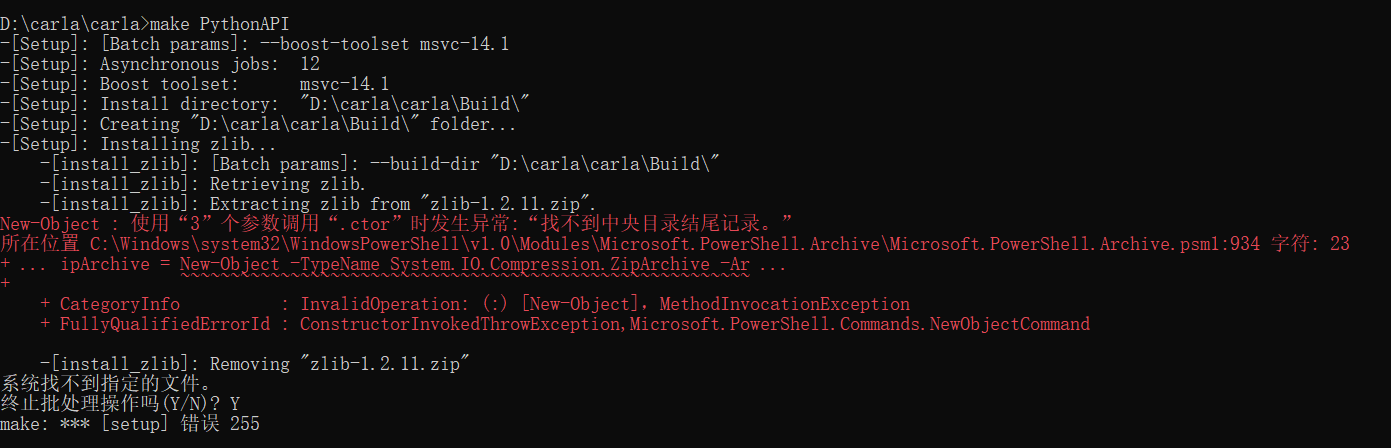 D:\carla\carla>make PythonAPI
-[Setup]: [Batch params]: --boost-toolset msvc-14.1
-[Setup]: Asynchronous jobs:  12
-[Setup]: Boost toolset:      msvc-14.1
-[Setup]: Install directory:  "D:\carla\carla\Build\"
-[Setup]: Creating "D:\carla\carla\Build\" folder...
-[Setup]: Installing zlib...
    -[install_zlib]: [Batch params]: --build-dir "D:\carla\carla\Build\"
    -[install_zlib]: Retrieving zlib.
    -[install_zlib]: Extracting zlib from "zlib-1.2.11.zip".
New-Object : 使用“3”个参数调用“.ctor”时发生异常:“找不到中央目录结尾记录。”
所在位置 C:\Windows\system32\WindowsPowerShell\v1.0\Modules\Microsoft.PowerShell.Archive\Microsoft.PowerShell.Archive.psm1:934 字符: 23
+ ... ipArchive = New-Object -TypeName System.IO.Compression.ZipArchive -Ar ...
+                 ~~~~~~~~~~~~~~~~~~~~~~~~~~~~~~~~~~~~~~~~~~~~~~~~~~~~~~~~~
    + CategoryInfo          : InvalidOperation: (:) [New-Object], MethodInvocationException
    + FullyQualifiedErrorId : ConstructorInvokedThrowException,Microsoft.PowerShell.Commands.NewObjectCommand
    -[install_zlib]: Removing "zlib-1.2.11.zip"
系统找不到指定的文件。
终止批处理操作吗(Y/N)? Y
make: *** [setup] 错误 255